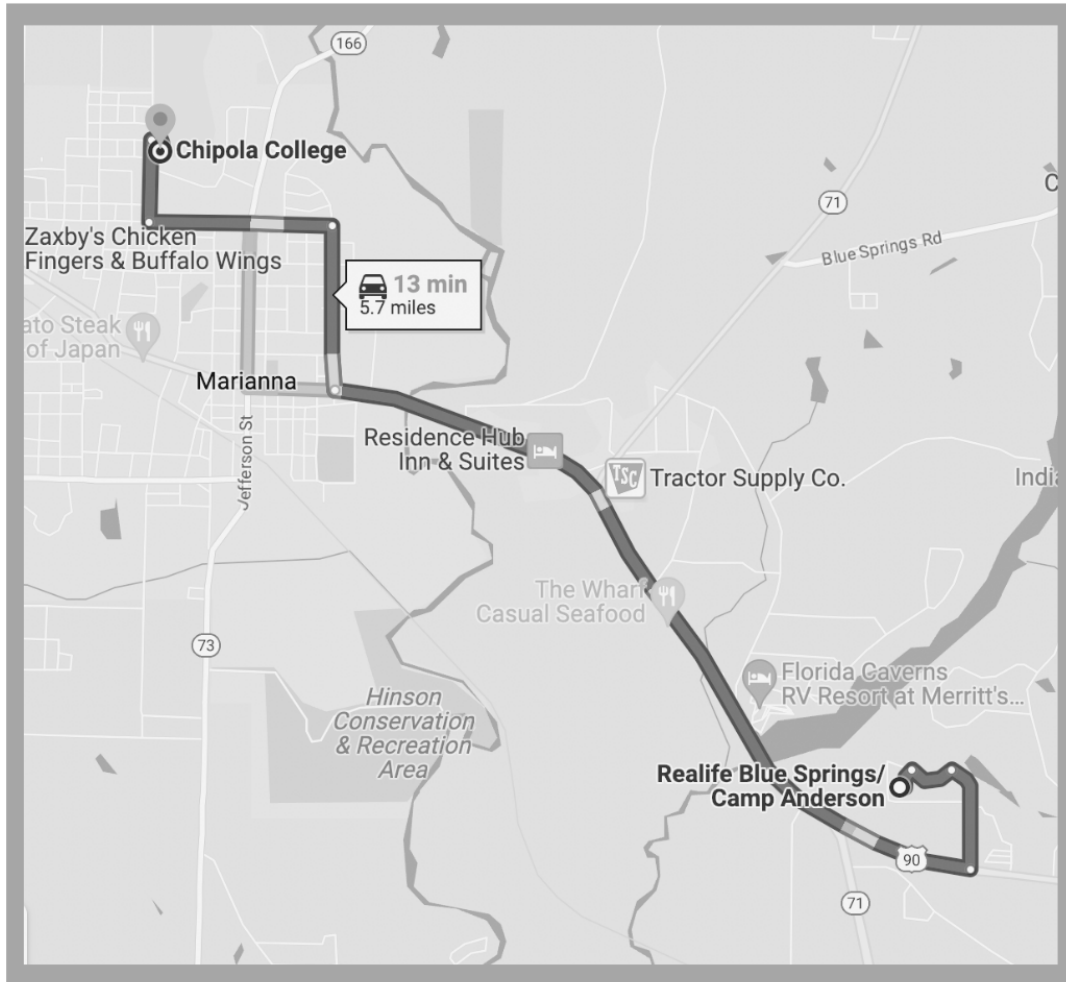 166
Chipola College
71
C
Blue Springs Rd
Zaxby's Chicken
Fingers & Buffalo Wings
13 min
5.7 miles
ato Steak
of Japan
Marianna
Jefferson St
Residence Hub
Inn & Suites
TSC
Tractor Supply Co.
India
The Wharf
Casual Seafood
73
Florida Caverns
RV Resort at Merritt's...
Hinson
Conservation
& Recreation
Area
Realife Blue Springs/
Camp Anderson
90
71